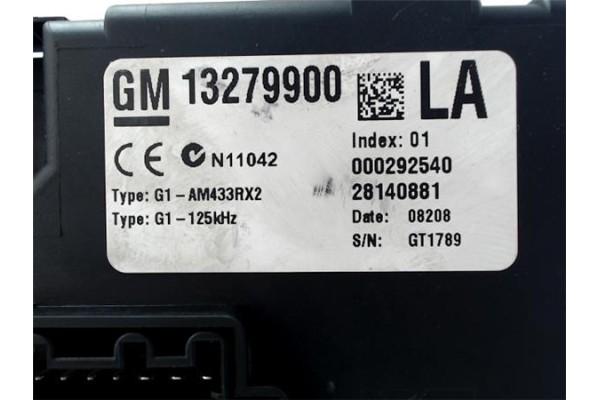 GM 13279900 LA
CE N11042
Index: 01
000292540
Type: G1-AM433RX2
28140881
Type: G1-125kHz
Date: 08208
S/N: GT1789